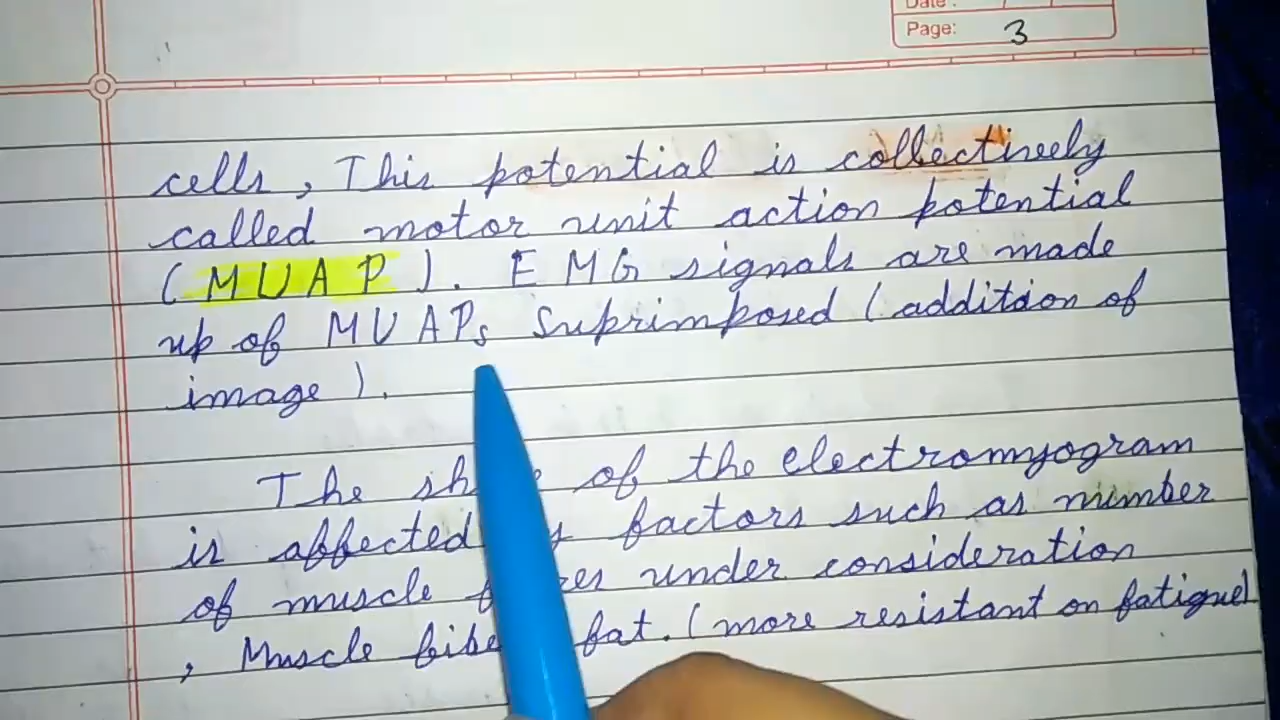 Date :
Page: 3
cells, This potential is collectively
called motor unit action potential
(MUAP). EMG signals are made
up of MUAPs Suprimposed (addition of
image).
The sh of the electromyogram
is affected factors such as number
of muscle under consideration
, Muscle fat. (more resistant on fatigue)